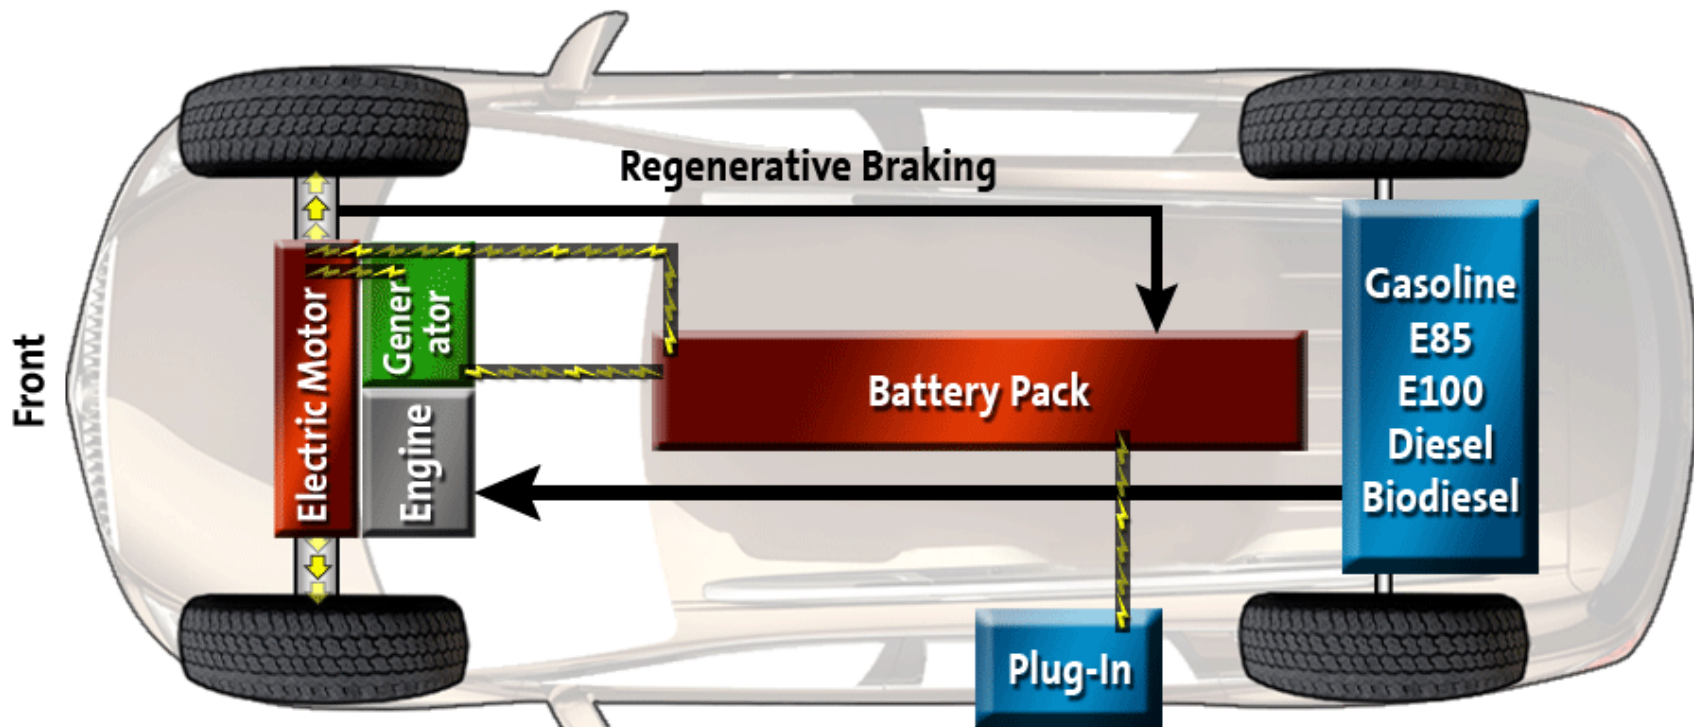 Front
Regenerative Braking
Electric Motor
Gener
ator
Engine
Battery Pack
Plug-In
Gasoline
E85
E100
Diesel
Biodiesel